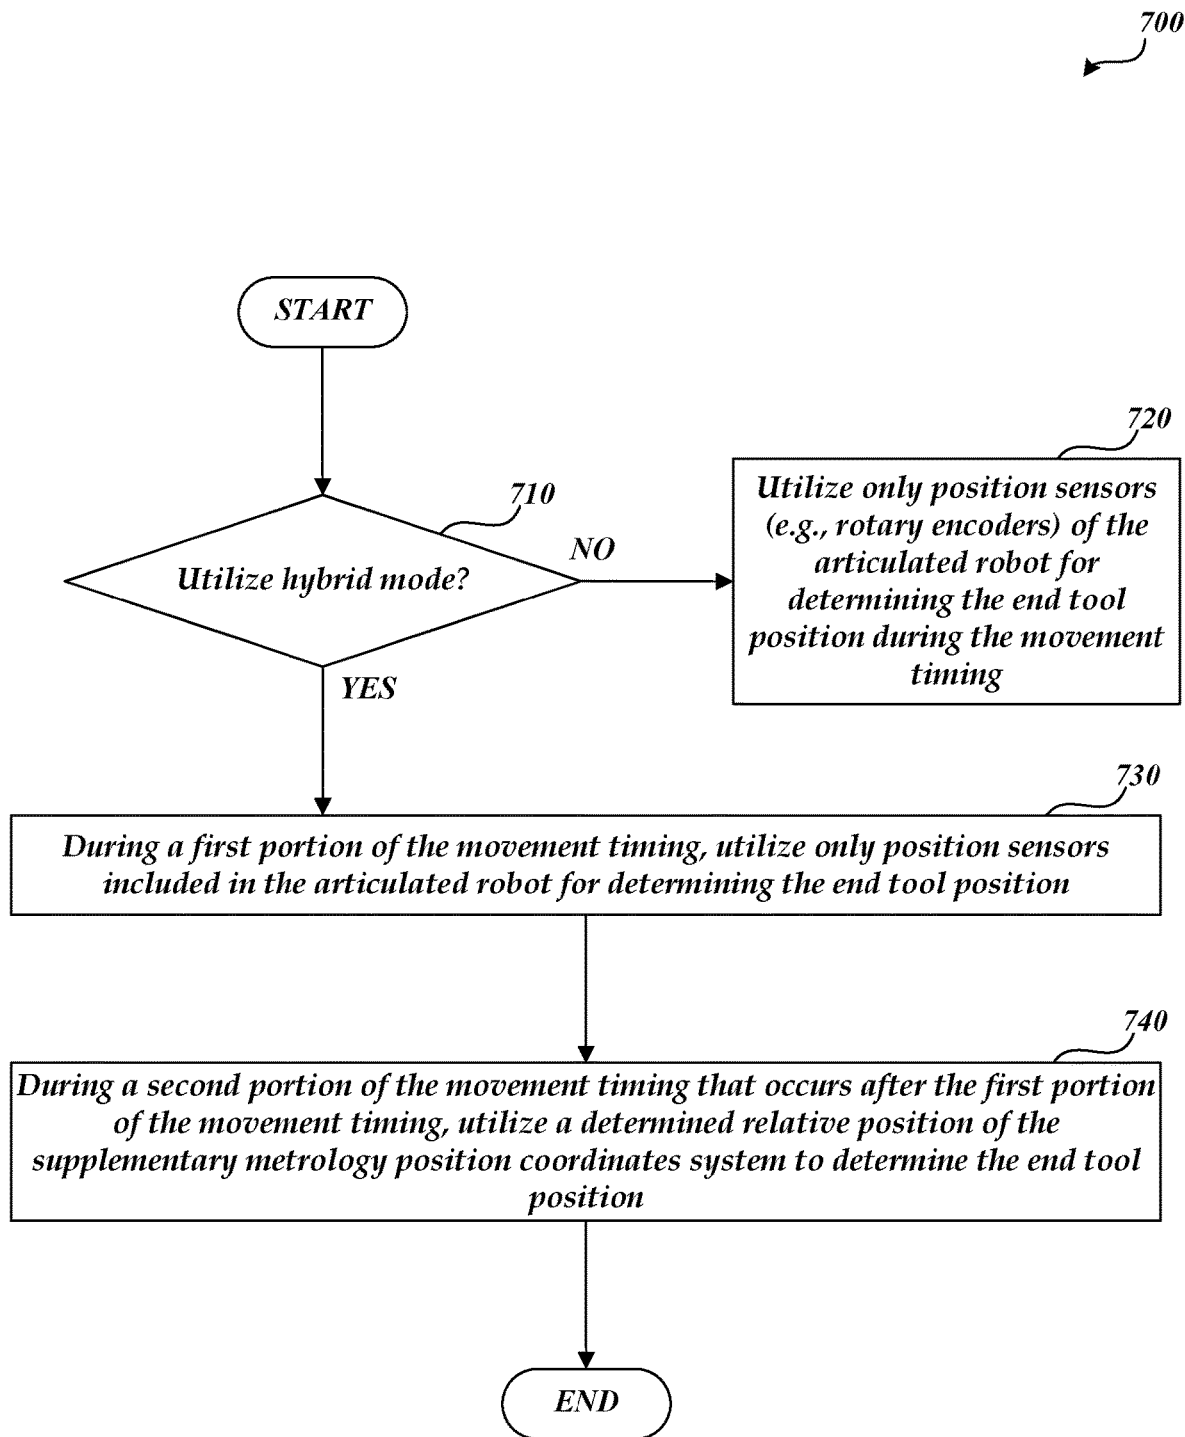 700
START
710
Utilize hybrid mode?
NO
YES
720
Utilize only position sensors
(e.g., rotary encoders) of the
articulated robot for
determining the end tool
position during the movement
timing
730
During a first portion of the movement timing, utilize only position sensors
included in the articulated robot for determining the end tool position
740
During a second portion of the movement timing that occurs after the first portion
of the movement timing, utilize a determined relative position of the
supplementary metrology position coordinates system to determine the end tool
position
END